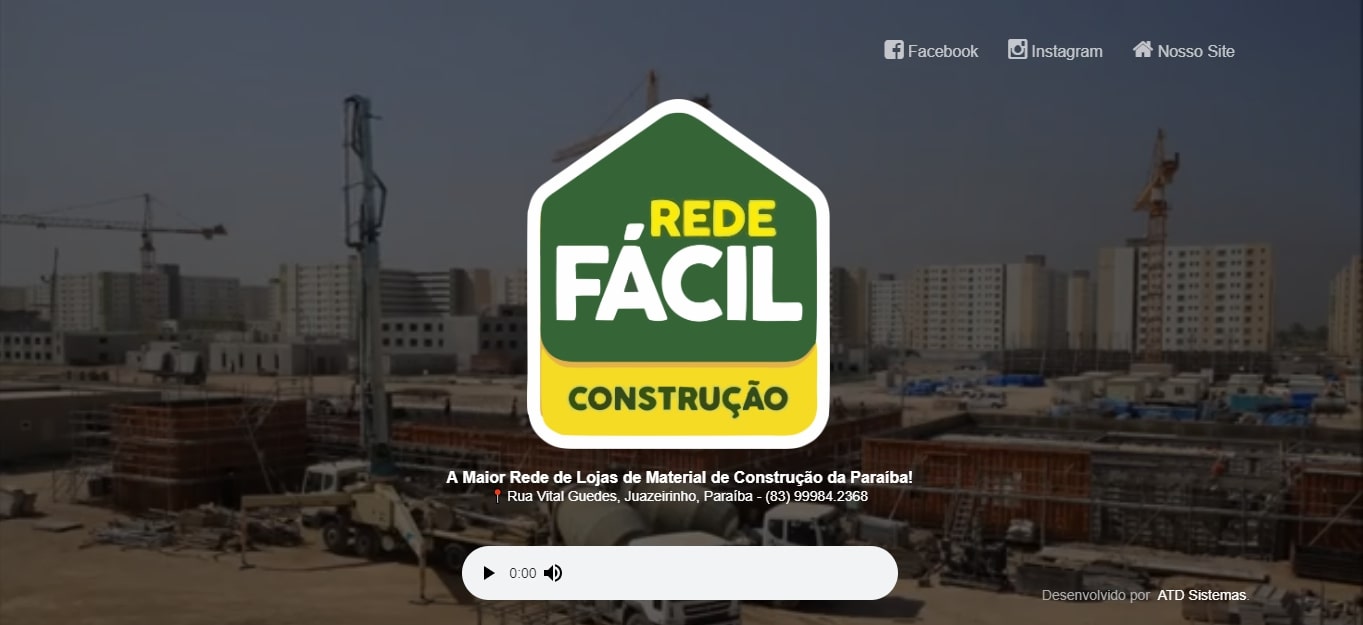 Facebook
Instagram
Nosso Site
REDE
FÁCIL
CONSTRUÇÃO
A Maior Rede de Lojas de Material de Construção da Paraíba!
Rua Vital Guedes, Juazeirinho, Paraíba - (83) 99984.2368
0:00
Desenvolvido por ATD Sistemas.